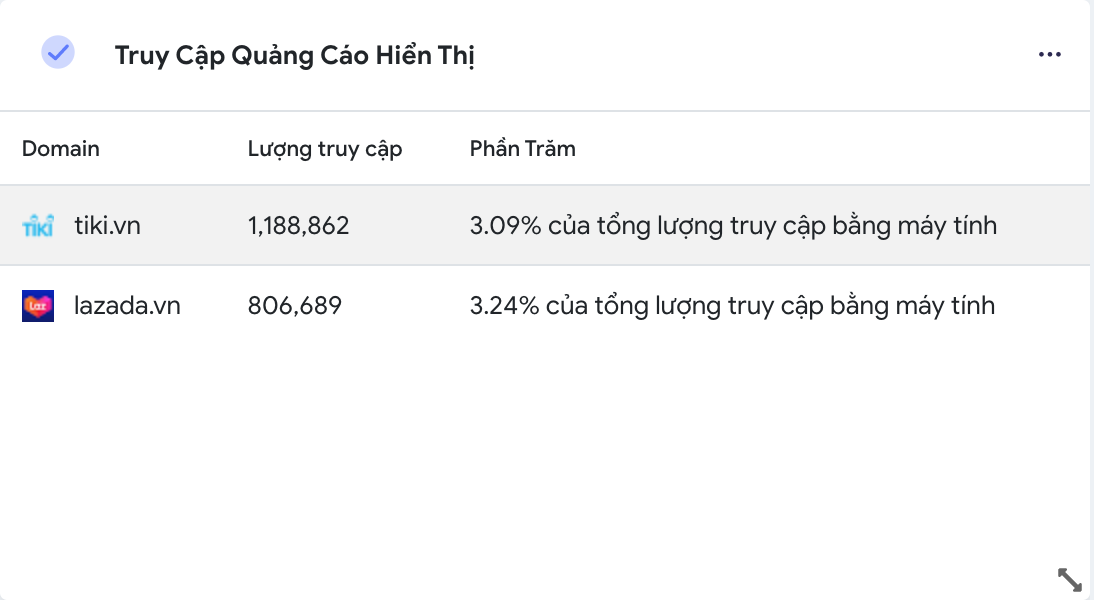 Truy Cập Quảng Cáo Hiển Thị
Domain Lượng truy cập Phần Trăm
TIKI tiki.vn 1,188,862 3.09% của tổng lượng truy cập bằng máy tính
Laz lazada.vn 806,689 3.24% của tổng lượng truy cập bằng máy tính